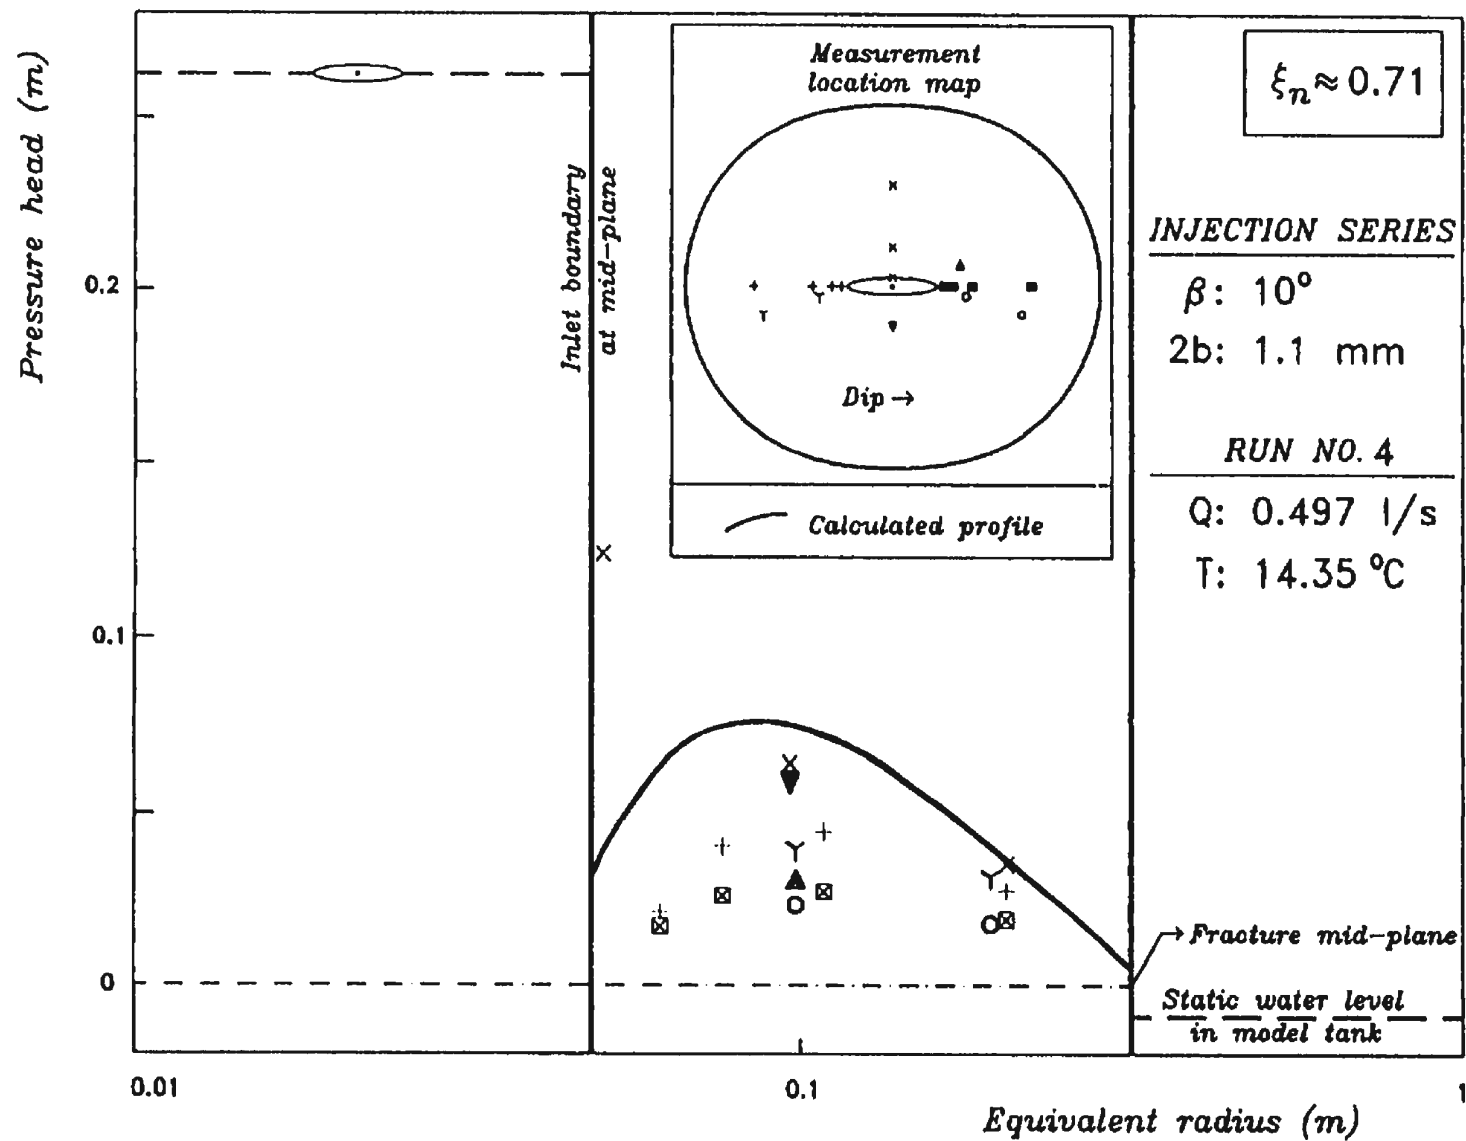 Pressure head (m)
0.2
0.1
0
0.01
0.1
1
Equivalent radius (m)
Inlet boundary
at mid-plane
Measurement
location map
Dip →
Calculated profile
ξn ≈ 0.71
INJECTION SERIES
β: 10°
2b: 1.1 mm
RUN NO. 4
Q: 0.497 l/s
T: 14.35 °C
Fracture mid-plane
Static water level
in model tank